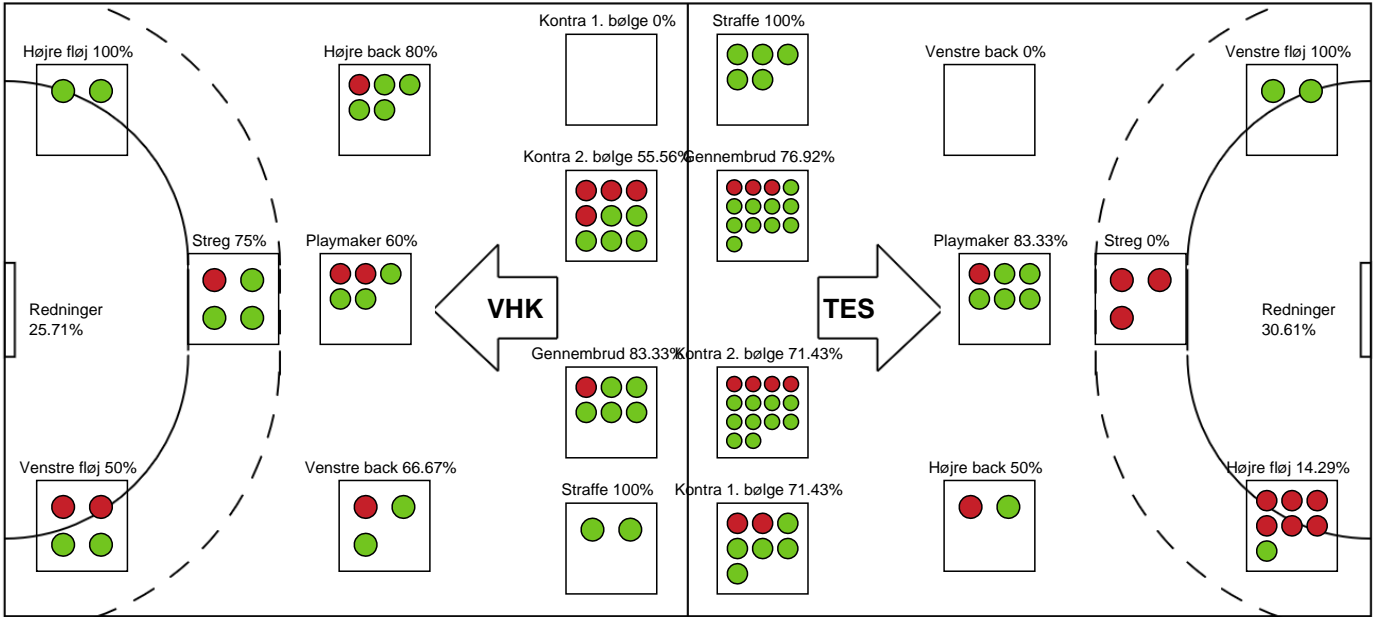 Kontra 1. bølge 0%
Straffe 100%
Højre fløj 100%
Højre back 80%
Venstre back 0%
Venstre fløj 100%
Kontra 2. bølge 55.56%
Gennembrud 76.92%
Streg 75%
Playmaker 60%
Playmaker 83.33%
Streg 0%
Redninger
25.71%
VHK
TES
Redninger
30.61%
Gennembrud 83.33%
Kontra 2. bølge 71.43%
Venstre fløj 50%
Venstre back 66.67%
Straffe 100%
Kontra 1. bølge 71.43%
Højre back 50%
Højre fløj 14.29%